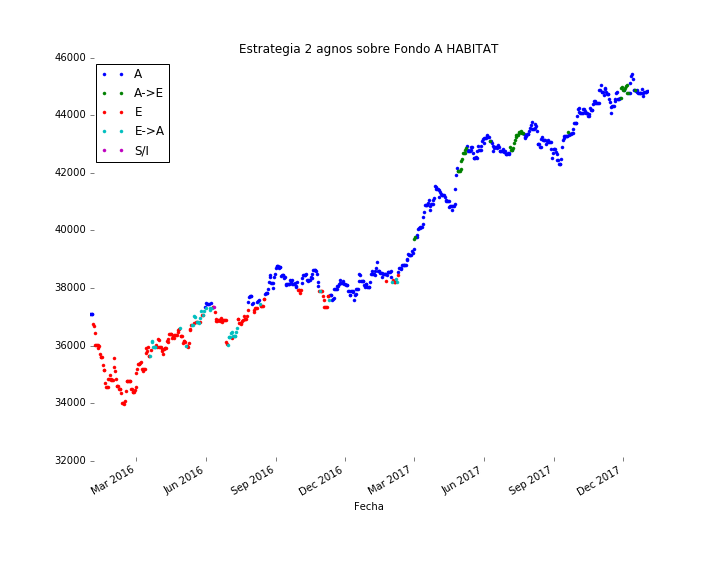 Estrategia 2 agnos sobre Fondo A HABITAT
46000
44000
42000
40000
38000
36000
34000
32000
A
A->E
E
E->A
S/I
Mar 2016
Jun 2016
Sep 2016
Dec 2016
Mar 2017
Jun 2017
Sep 2017
Dec 2017
Fecha